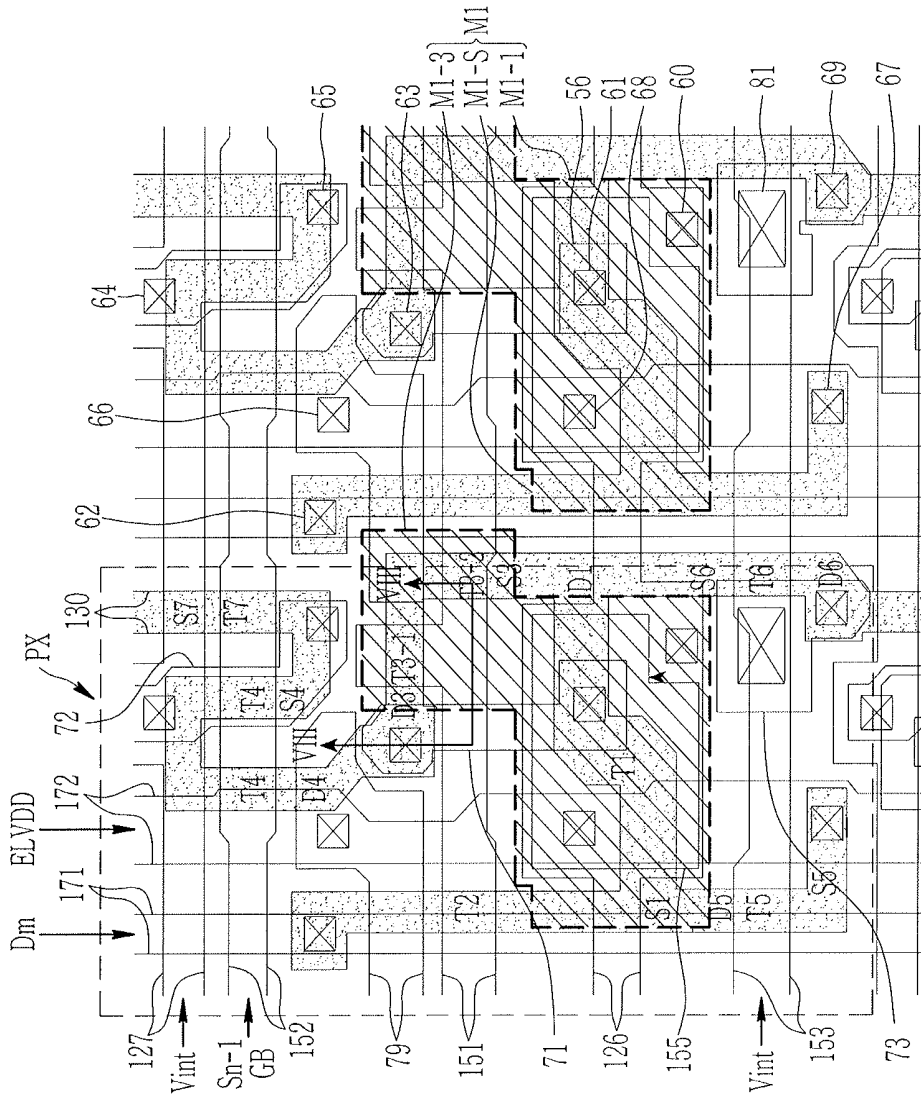 Dm
171
ELVDD
172
72
PX
130
64
66
62
65
63
M1-3
M1-S
M1-1
M1
56
61
68
60
81
69
67
127
Vint
Sn-1
GB
152
79
151
71
126
155
Vint
153
73
S7
T7
T4
S4
T4
D4
VIII
VIII
D3
T3-1
T3-2
S3
T2
D1
T1
S1
D5
T5
S5
S6
T6
D6